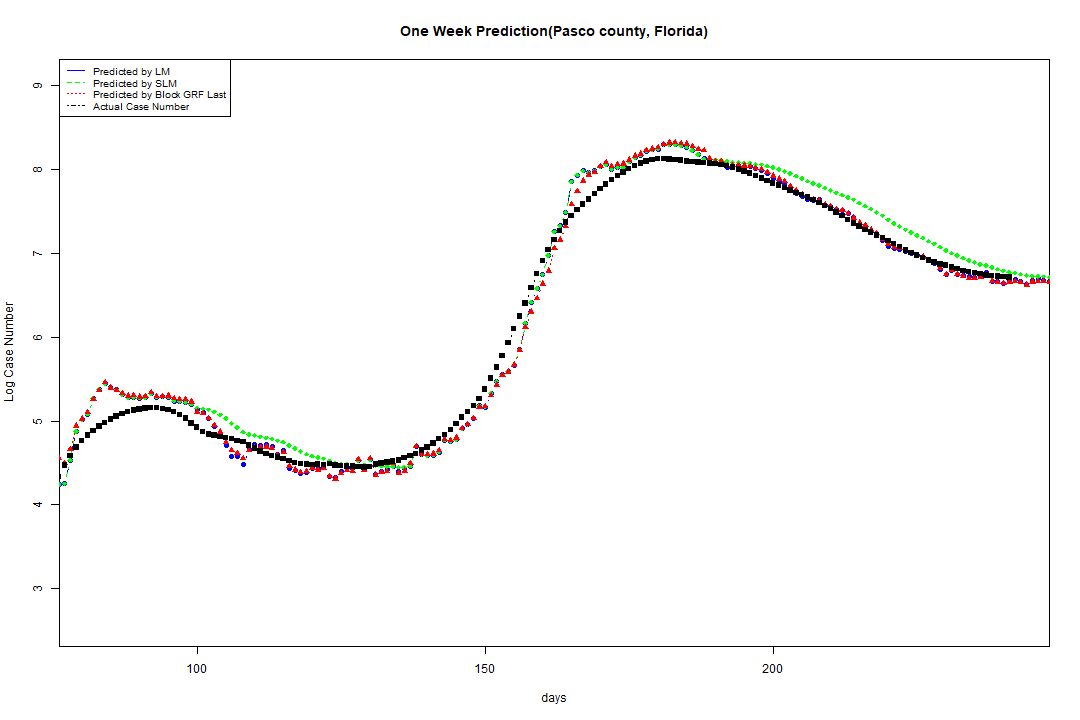 One Week Prediction(Pasco county, Florida)
Predicted by LM
Predicted by SLM
Predicted by Block GRF Last
Actual Case Number
9
8
7
6
5
4
3
Log Case Number
100 150 200
days